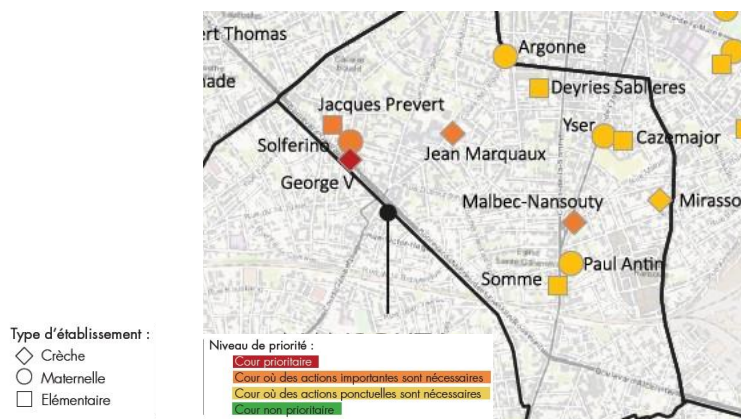 ert Thomas
Argonne
nade
Deyries Sablieres
Jacques Prevert
Yser
Cazemajor
Solferino
Jean Marquaux
George V
Malbec-Nansouty
Mirasso
Paul Antin
Somme
Type d'établissement :
Crèche
Maternelle
Elémentaire
Niveau de priorité :
Cour prioritaire
Cour où des actions importantes sont nécessaires
Cour où des actions ponctuelles sont nécessaires
Cour non prioritaire